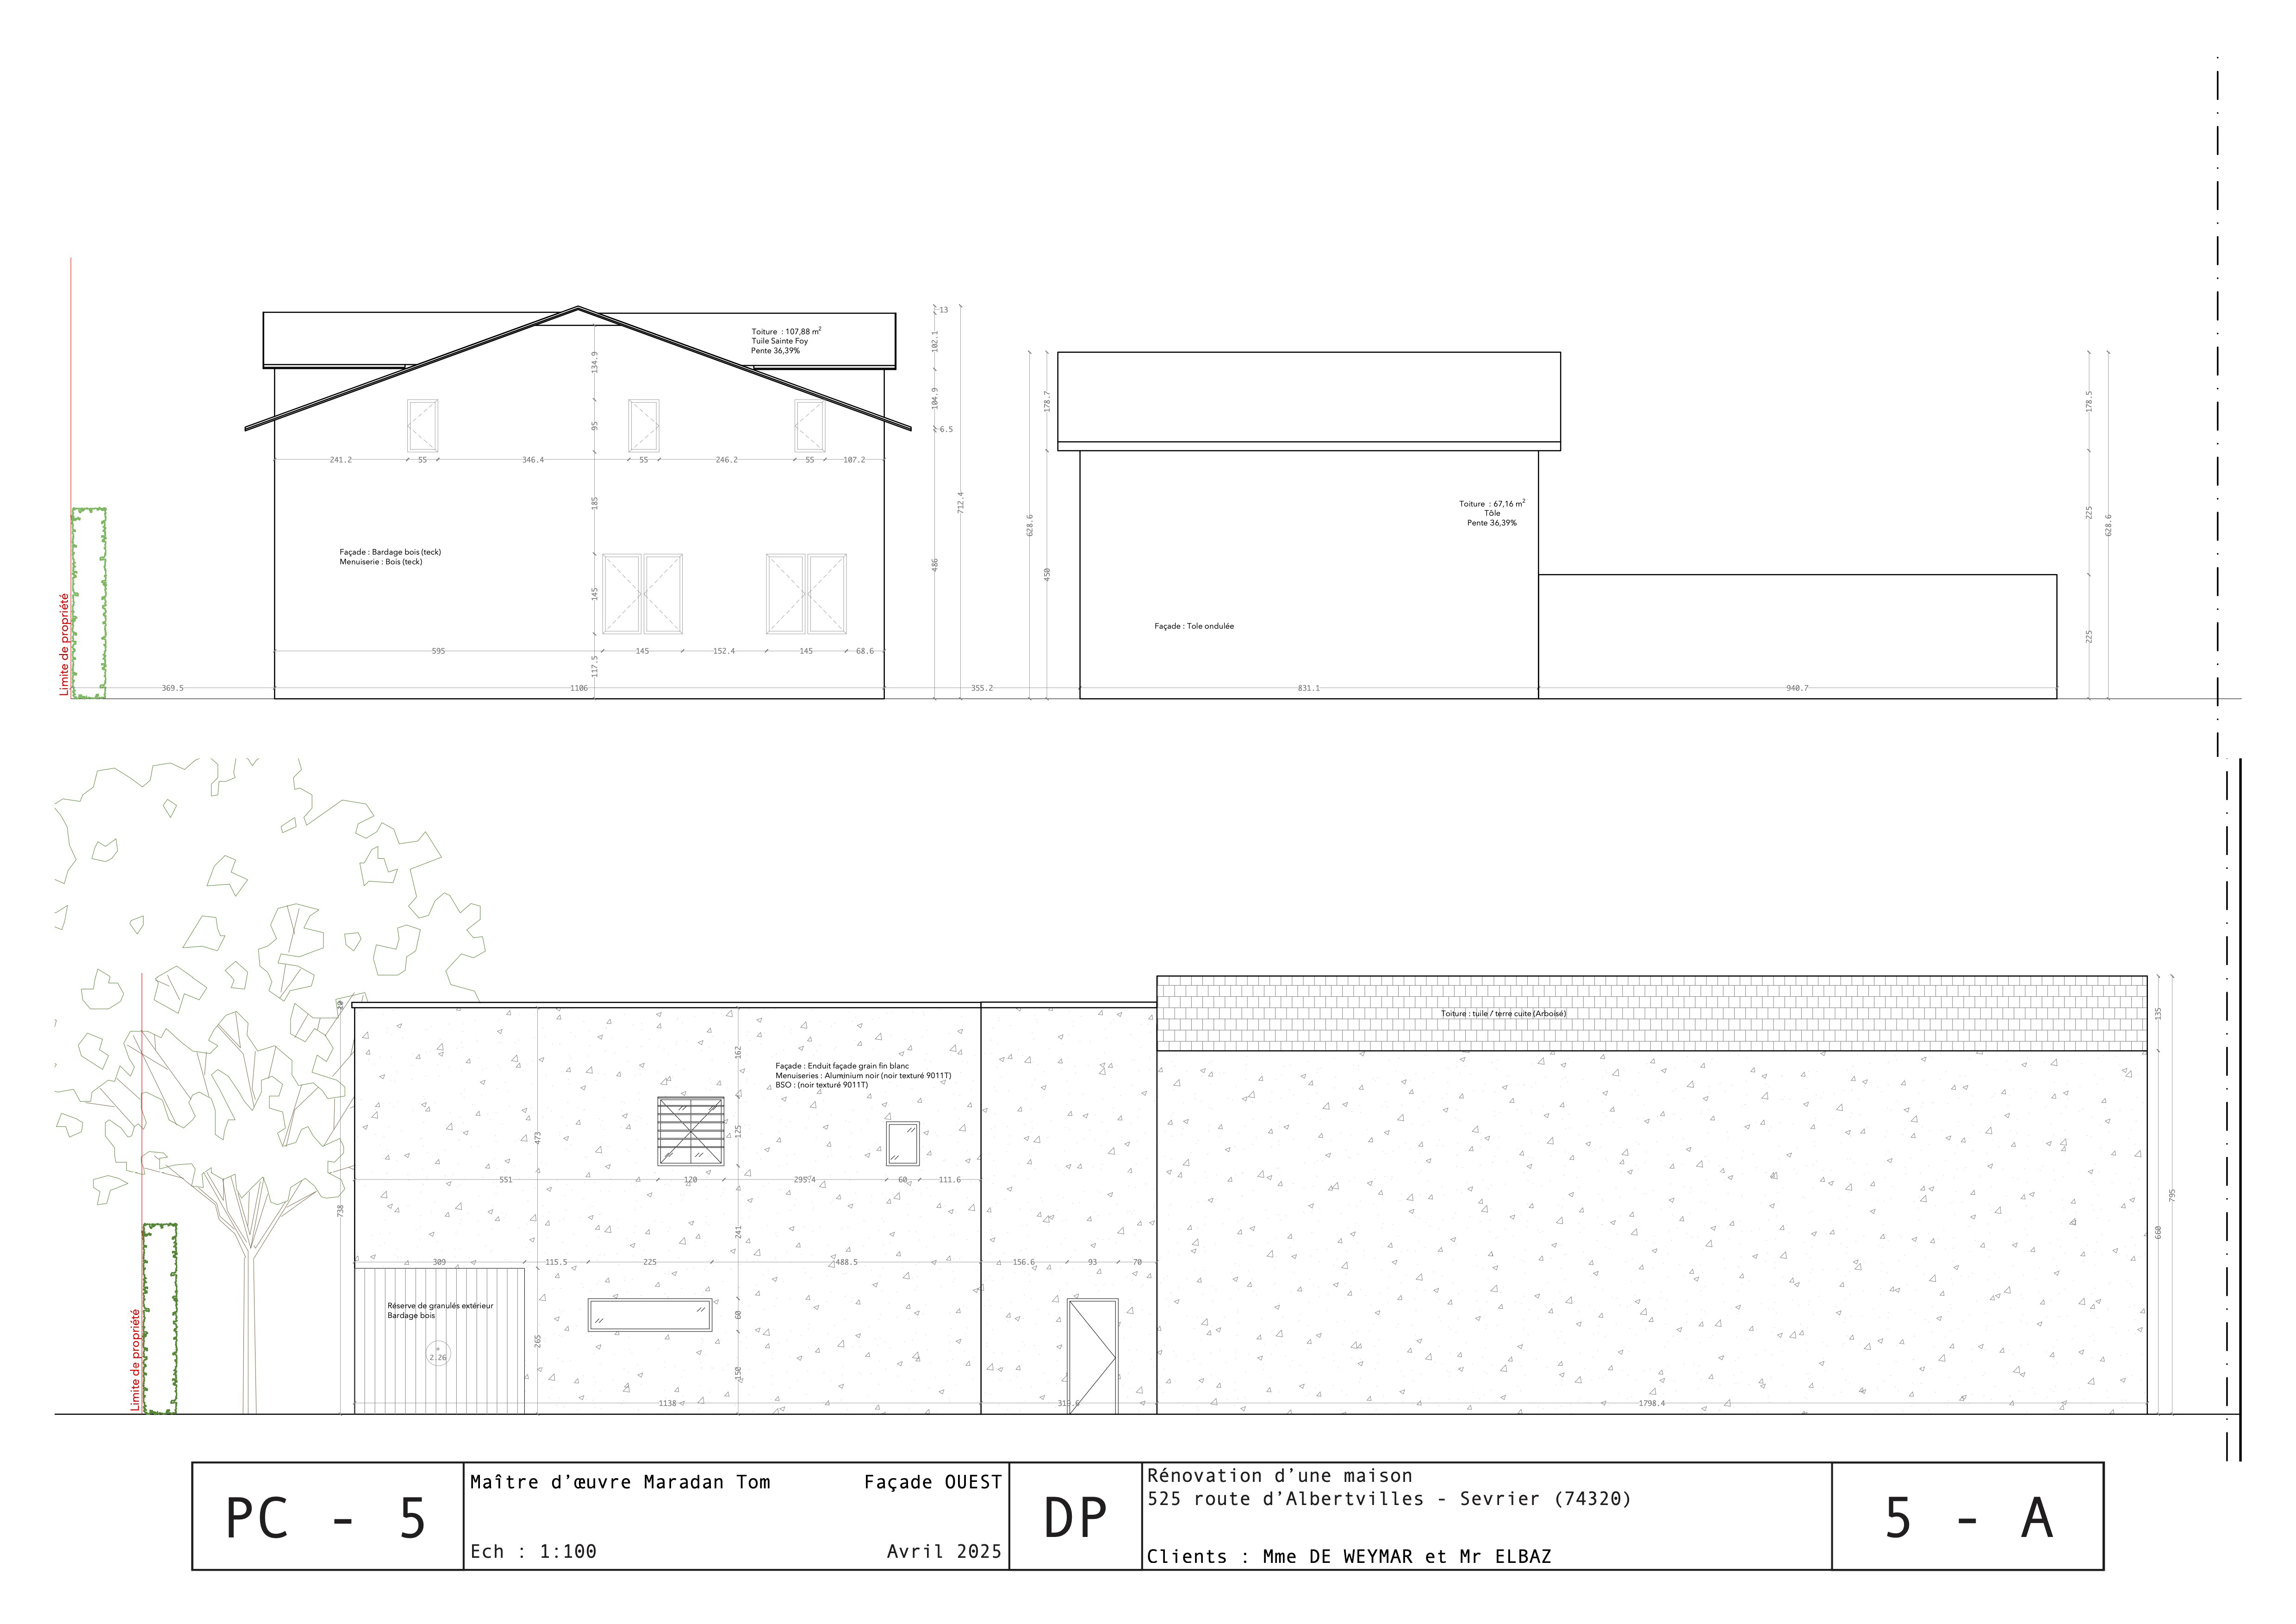 13
Toiture : 107,88 m²
Tuile Sainte Foy
Pente 36,39%
134.9
102.1
104.9
6.5
178.7
178.5
95
241.2
55
346.4
55
246.2
55
107.2
185
712.4
628.6
Toiture : 67,16 m²
Tôle
Pente 36,39%
225
628.6
Façade : Bardage bois (teck)
Menuiserie : Bois (teck)
486
450
145
Façade : Tole ondulée
225
Limite de propriété
595
145
152.4
145
68.6
117.5
369.5
1106
355.2
831.1
940.7
Toiture : tuile / terre cuite (Arboisé)
135
162
Façade : Enduit façade grain fin blanc
Menuiseries : Aluminium noir (noir texturé 9011T)
BSO : (noir texturé 9011T)
473
125
551
120
295.4
60
111.6
738
795
660
241
309
115.5
225
488.5
156.6
93
70
Réserve de granulés extérieur
Bardage bois
60
265
2.26
150
Limite de propriété
1138
1798.4
PC - 5
Maître d'œuvre Maradan Tom
Façade OUEST
Ech : 1:100
Avril 2025
DP
Rénovation d'une maison
525 route d'Albertvilles - Sevrier (74320)
Clients : Mme DE WEYMAR et Mr ELBAZ
5 - A